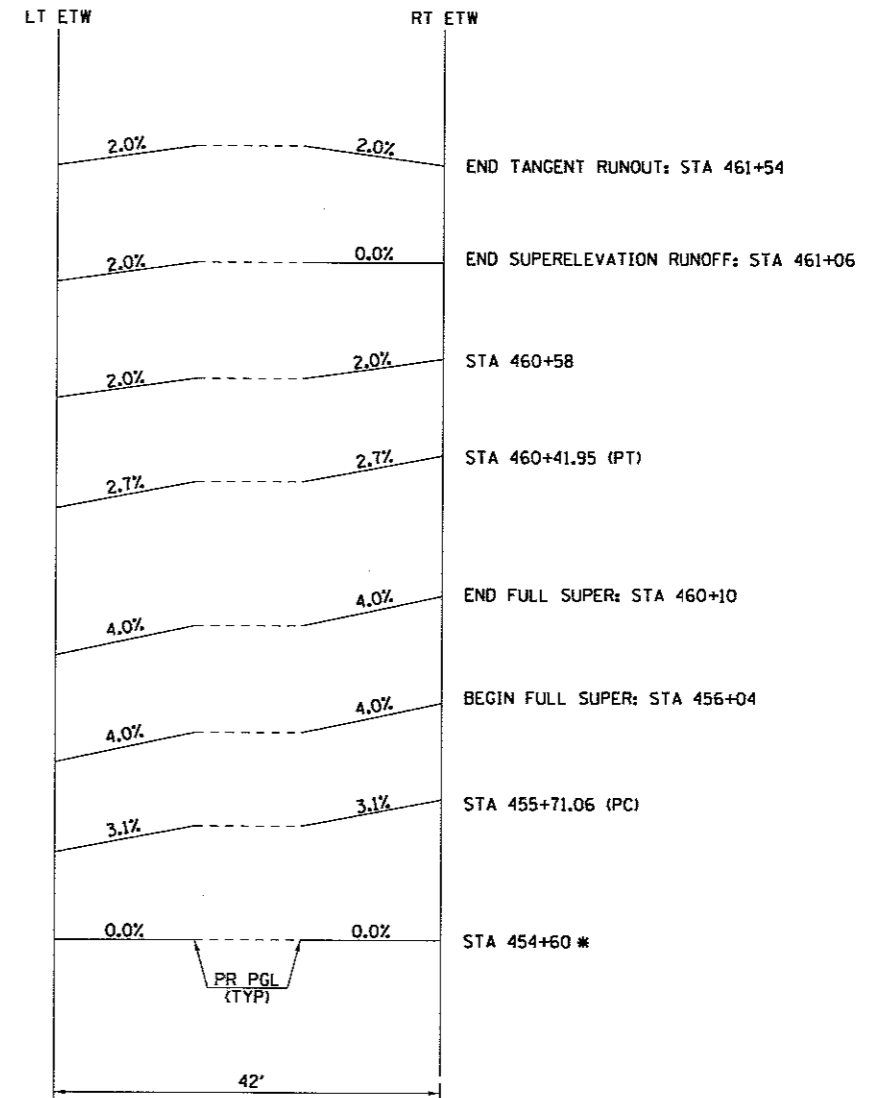 LT ETW
RT ETW
2.0% 2.0% END TANGENT RUNOUT: STA 461+54
2.0% 0.0% END SUPERELEVATION RUNOFF: STA 461+06
2.0% 2.0% STA 460+58
2.7% 2.7% STA 460+41.95 (PT)
4.0% 4.0% END FULL SUPER: STA 460+10
4.0% 4.0% BEGIN FULL SUPER: STA 456+04
3.1% 3.1% STA 455+71.06 (PC)
0.0% 0.0% STA 454+60 *
PR PGL
(TYP)
42'